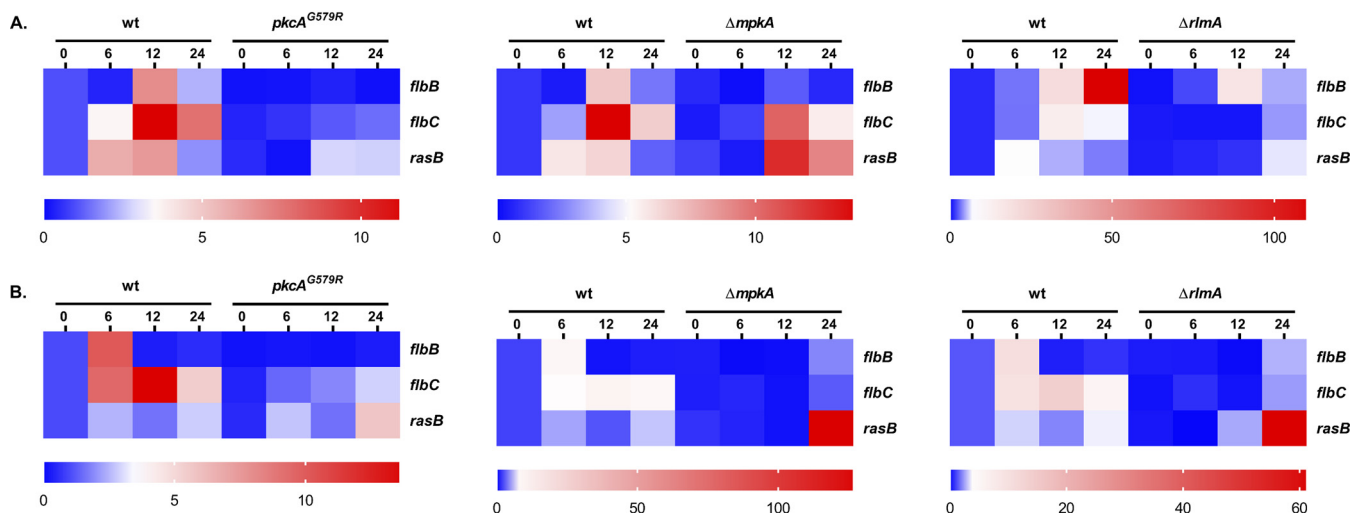 A.
wt pkcA^G579R wt ΔmpkA wt ΔrlmA
0 6 12 24 0 6 12 24 0 6 12 24 0 6 12 24 0 6 12 24 0 6 12 24
flbB flbB flbB
flbC flbC flbC
rasB rasB rasB
0 5 10 0 5 10 0 50 100
B.
wt pkcA^G579R wt ΔmpkA wt ΔrlmA
0 6 12 24 0 6 12 24 0 6 12 24 0 6 12 24 0 6 12 24 0 6 12 24
flbB flbB flbB
flbC flbC flbC
rasB rasB rasB
0 5 10 0 50 100 0 20 40 60